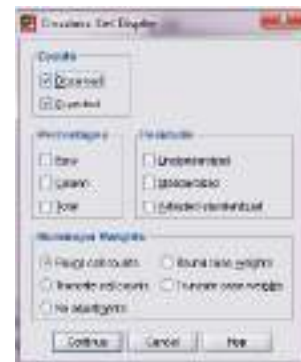 Crosstabs: Cell Display
Counts
Observed
Expected
Percentages
Residuals
Row
Unstandardized
Column
Standardized
Total
Adjusted standardized
Noninteger Weights
Round cell counts
Round case weights
Truncate cell counts
Truncate case weights
No adjustments
Continue
Cancel
Help